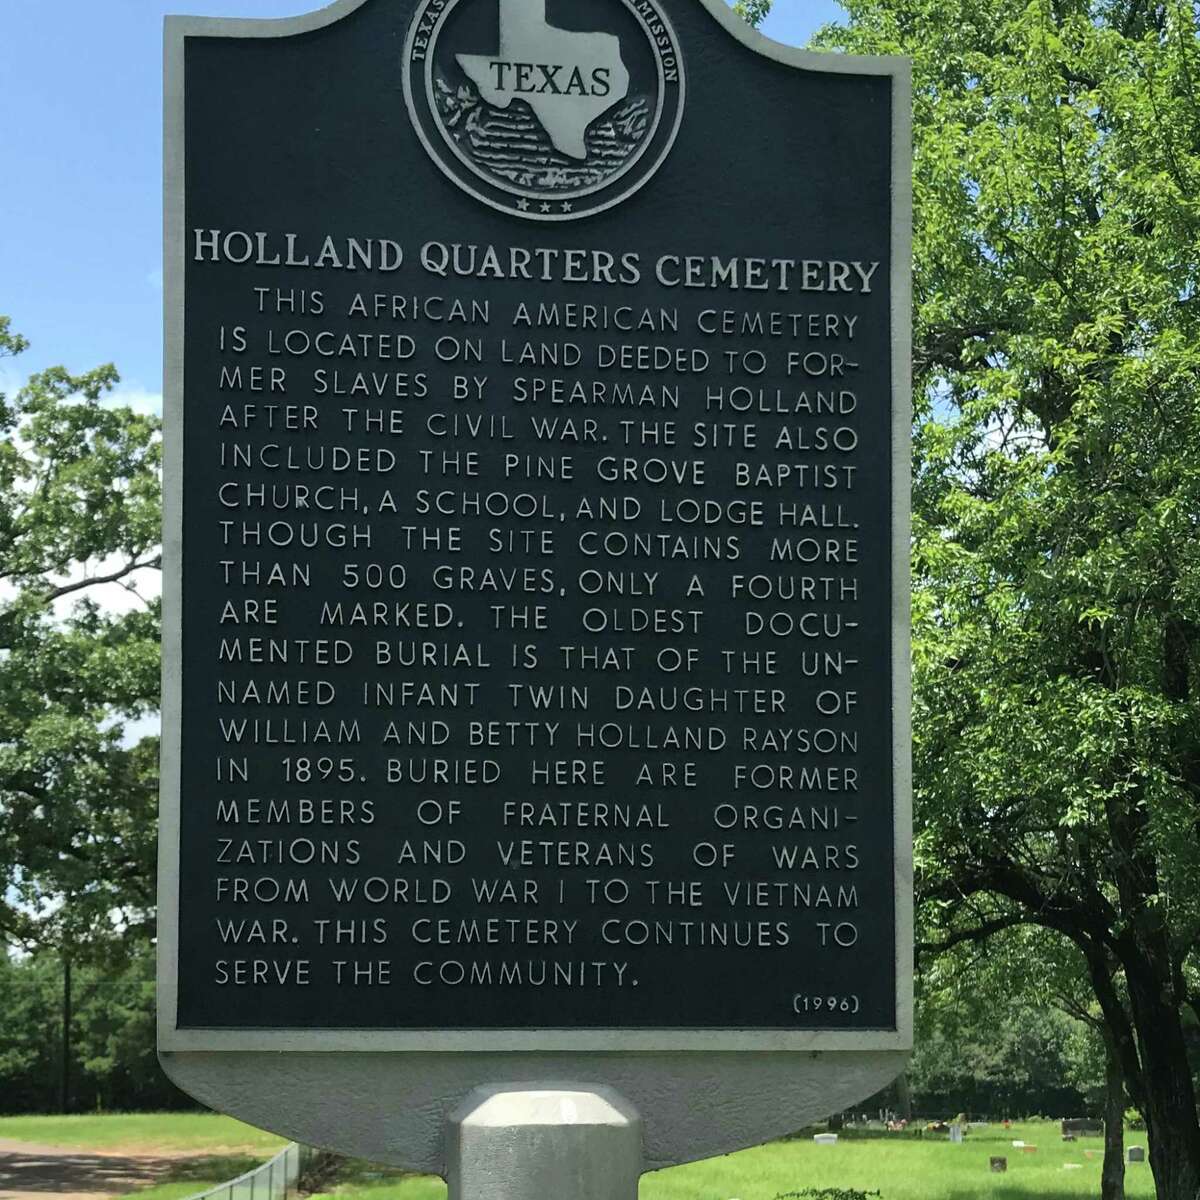 TEXAS
MISSION
TEXAS
HOLLAND QUARTERS CEMETERY
THIS AFRICAN AMERICAN CEMETERY
IS LOCATED ON LAND DEEDED TO FOR-
MER SLAVES BY SPEARMAN HOLLAND
AFTER THE CIVIL WAR. THE SITE ALSO
INCLUDED THE PINE GROVE BAPTIST
CHURCH, A SCHOOL, AND LODGE HALL.
THOUGH THE SITE CONTAINS MORE
THAN 500 GRAVES, ONLY A FOURTH
ARE MARKED. THE OLDEST DOCU-
MENTED BURIAL IS THAT OF THE UN-
NAMED INFANT TWIN DAUGHTER OF
WILLIAM AND BETTY HOLLAND RAYSON
IN 1895. BURIED HERE ARE FORMER
MEMBERS OF FRATERNAL ORGANI-
ZATIONS AND VETERANS OF WARS
FROM WORLD WAR I TO THE VIETNAM
WAR. THIS CEMETERY CONTINUES TO
SERVE THE COMMUNITY.
(1996)